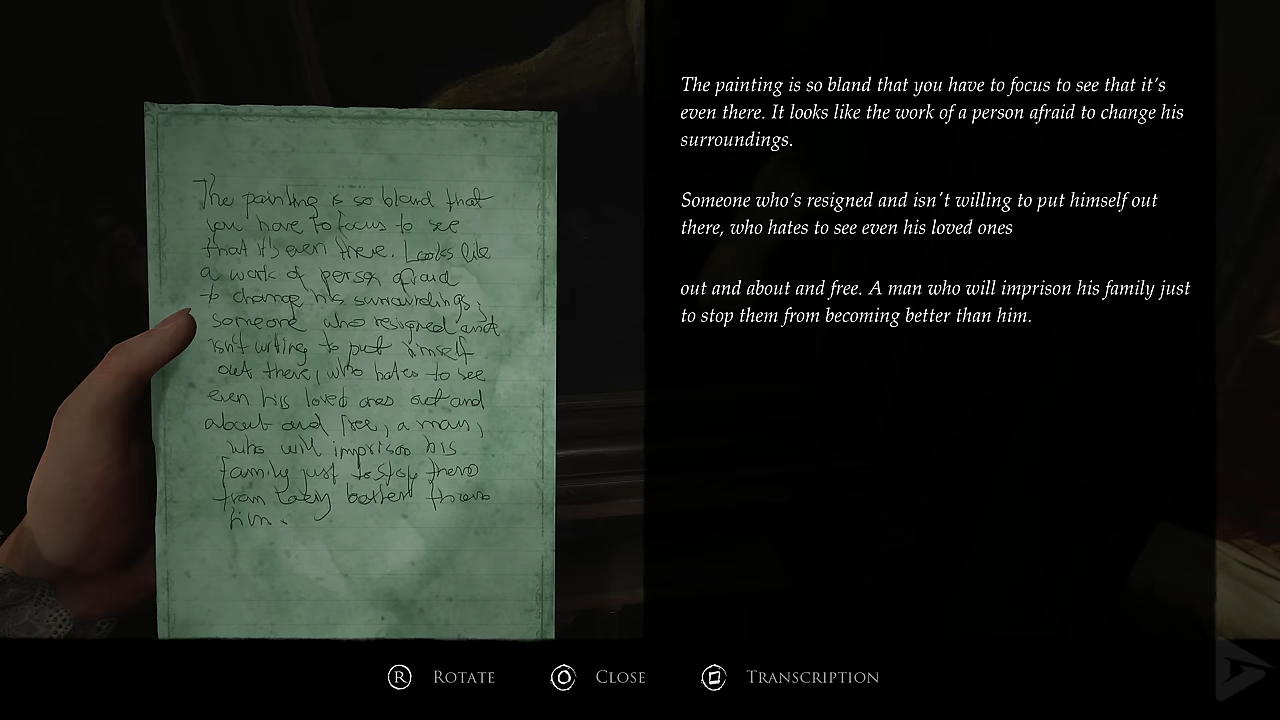 The painting is so bland that
you have to focus to see
that it's even there. Looks like
a work of person afraid
to change his surroundings,
someone who resigned and
isn't willing to put himself
out there, who hates to see
even his loved ones out and
about and free, a man,
who will imprison his
family just to stop them
from being better than
him.
The painting is so bland that you have to focus to see that it's
even there. It looks like the work of a person afraid to change his
surroundings.
Someone who's resigned and isn't willing to put himself out
there, who hates to see even his loved ones
out and about and free. A man who will imprison his family just
to stop them from becoming better than him.
R ROTATE
CLOSE
TRANSCRIPTION